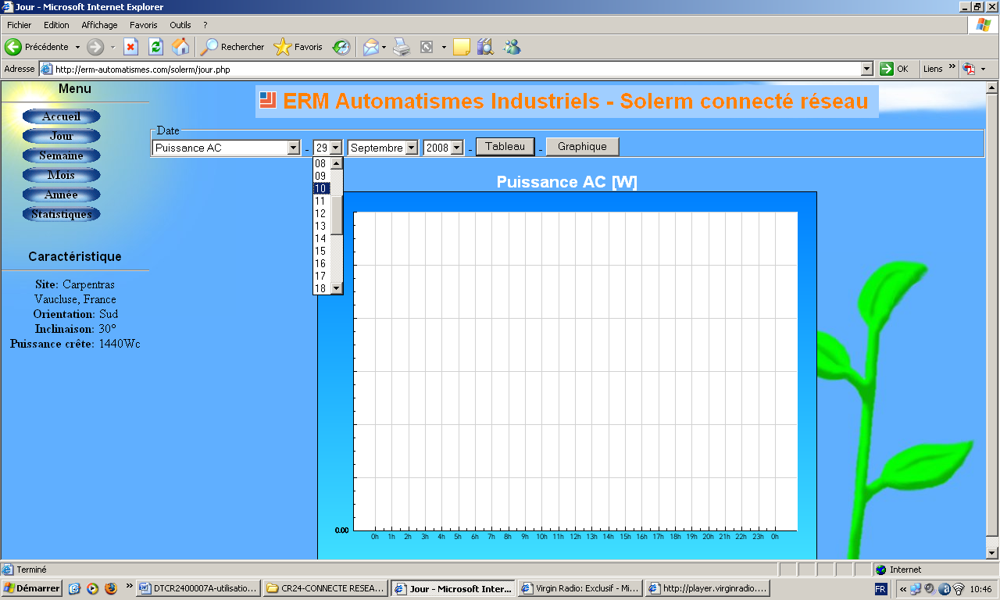 Jour - Microsoft Internet Explorer
Fichier Edition Affichage Favoris Outils ?
Précédente Rechercher Favoris
Adresse http://erm-automatismes.com/solerm/jour.php OK Liens »
Menu
Accueil
Jour
Semaine
Mois
Année
Statistiques
Caractéristique
Site: Carpentras
Vaucluse, France
Orientation: Sud
Inclinaison: 30°
Puissance crête: 1440Wc
ERM Automatismes Industriels - Solerm connecté réseau
Date
Puissance AC - 29 Septembre 2008 - Tableau - Graphique
08
09
10
11
12
13
14
15
16
17
18
Puissance AC [W]
0.00
0h 1h 2h 3h 4h 5h 6h 7h 8h 9h 10h 11h 12h 13h 14h 15h 16h 17h 18h 19h 20h 21h 22h 23h 0h
Terminé Internet
Démarrer » DTCR2400007A-utilisatio... CR24-CONNECTE RESEA... Jour - Microsoft Inter... Virgin Radio: Exclusif - Mi... http://player.virginradio.... FR « 10:46